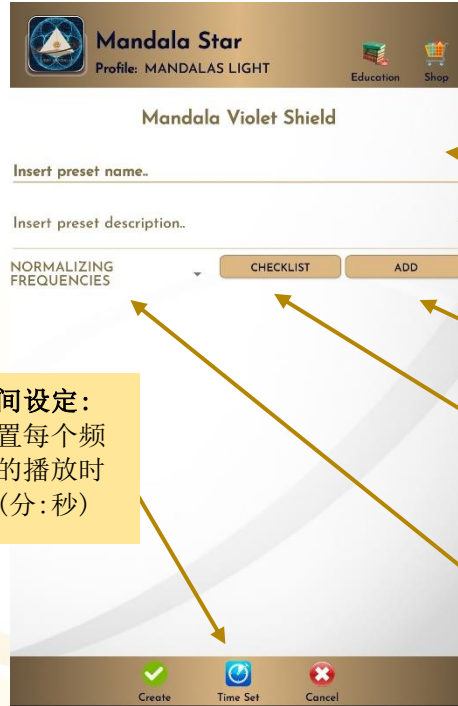 Mandala Star
Profile: MANDALAS LIGHT
Education
Shop
Mandala Violet Shield
Insert preset name..
Insert preset description..
NORMALIZING
FREQUENCIES
CHECKLIST
ADD
间设定:
置每个频
的播放时
(分:秒)
Create
Time Set
Cancel